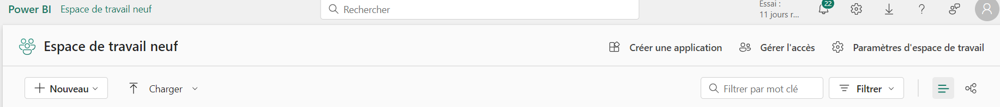 Power BI Espace de travail neuf
Rechercher
Essai :
11 jours r...
22
Espace de travail neuf
Créer une application
Gérer l'accès
Paramètres d'espace de travail
Nouveau
Charger
Filtrer par mot clé
Filtrer